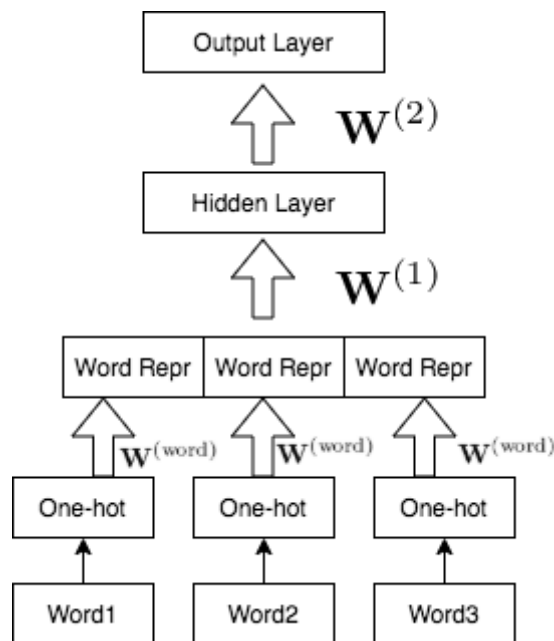 Output Layer
W(2)
Hidden Layer
W(1)
Word Repr Word Repr Word Repr
W(word) W(word) W(word)
One-hot One-hot One-hot
Word1 Word2 Word3